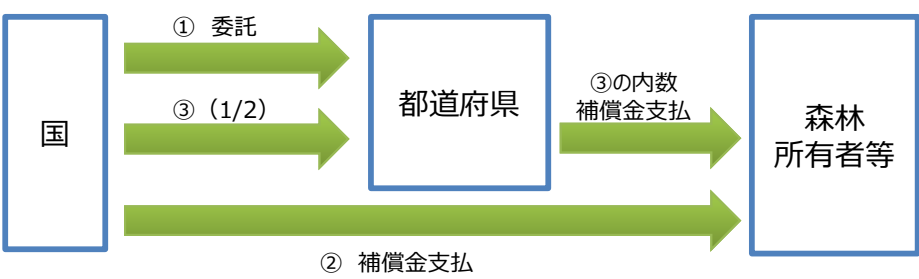 ① 委託
国
③（1/2）
都道府県
③の内数
補償金支払
森林
所有者等
② 補償金支払